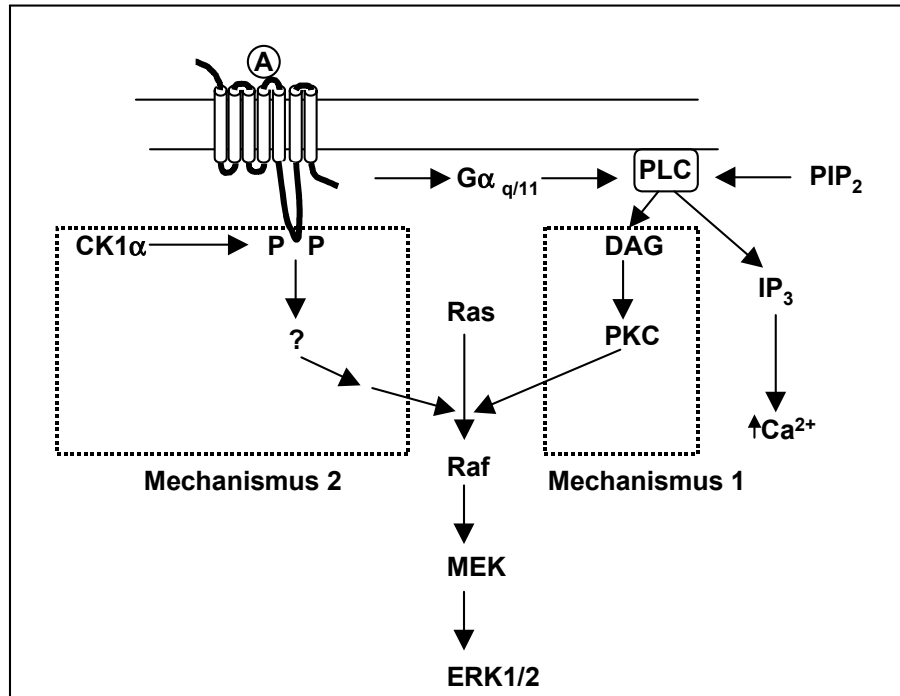 A
Gα q/11
PLC
PIP2
CK1α
P P
DAG
IP3
?
Ras
PKC
Ca2+
Mechanismus 2
Raf
Mechanismus 1
MEK
ERK1/2